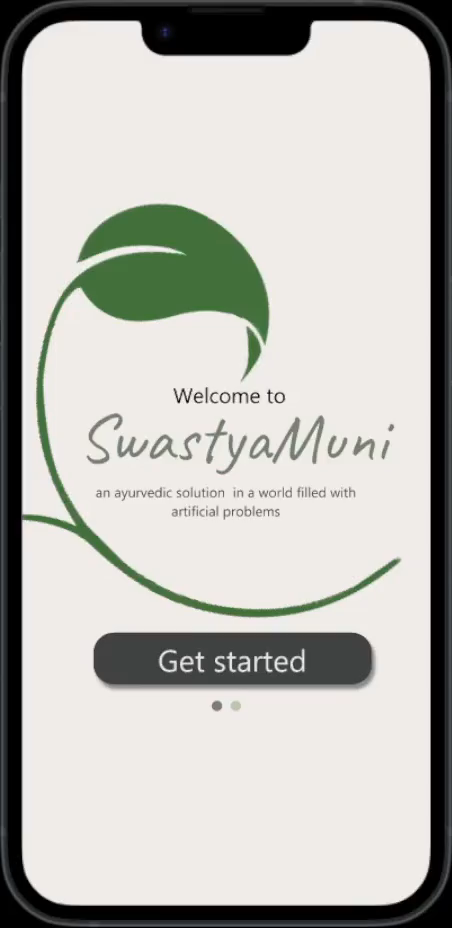 Welcome to
SwastyaMuni
an ayurvedic solution in a world filled with
artificial problems
Get started